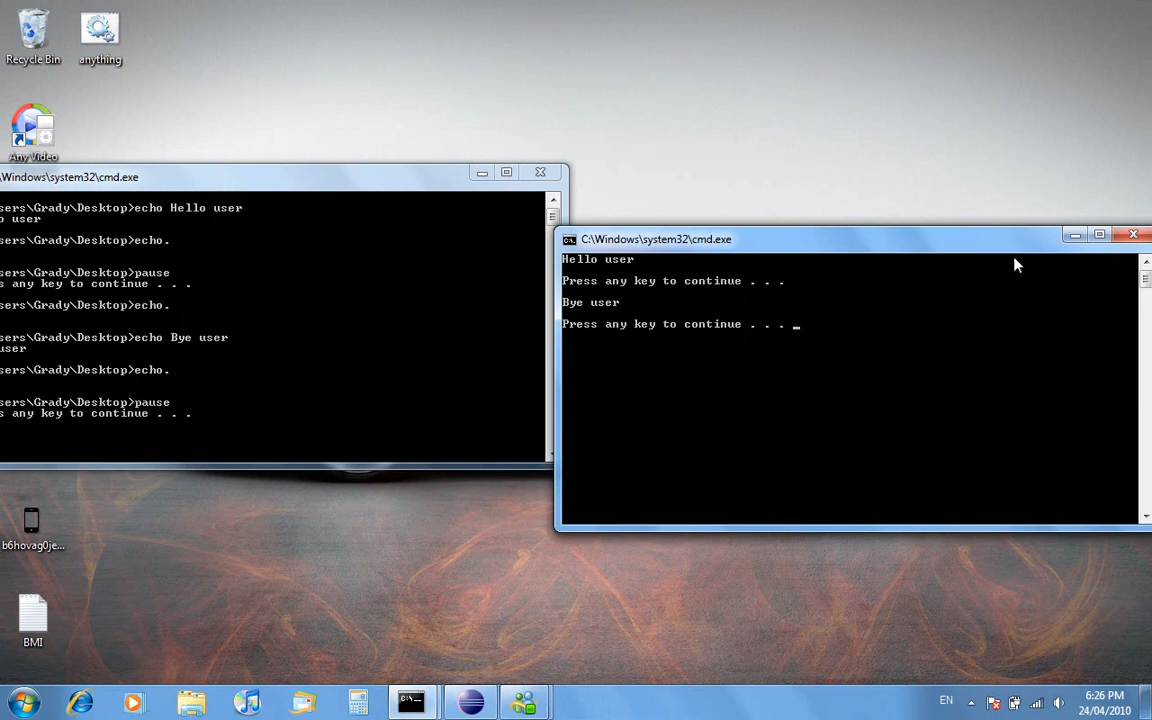 Recycle Bin
anything
Any Video
\Windows\system32\cmd.exe
sers\Grady\Desktop>echo Hello user
o user
sers\Grady\Desktop>echo.
sers\Grady\Desktop>pause
s any key to continue . . .
sers\Grady\Desktop>echo.
sers\Grady\Desktop>echo Bye user
user
sers\Grady\Desktop>echo.
sers\Grady\Desktop>pause
s any key to continue . . .
C:\Windows\system32\cmd.exe
Hello user
Press any key to continue . . .
Bye user
Press any key to continue . . . _
b6hovag0je...
BMI
EN
6:26 PM
24/04/2010